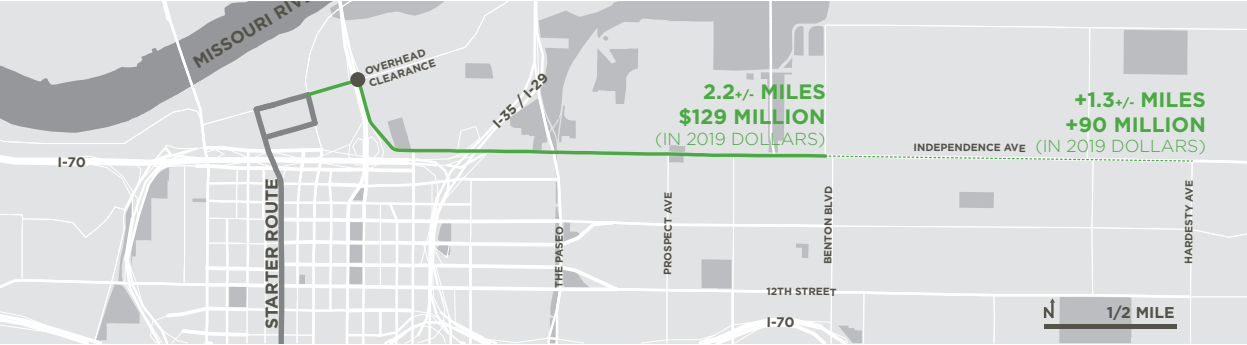 MISSOURI RIV
OVERHEAD
CLEARANCE
I-35 / I-29
2.2+/- MILES
$129 MILLION
(IN 2019 DOLLARS)
+1.3+/- MILES
+90 MILLION
(IN 2019 DOLLARS)
INDEPENDENCE AVE
I-70
STARTER ROUTE
THE PASEO
PROSPECT AVE
BENTON BLVD
HARDESTY AVE
12TH STREET
I-70
N
1/2 MILE